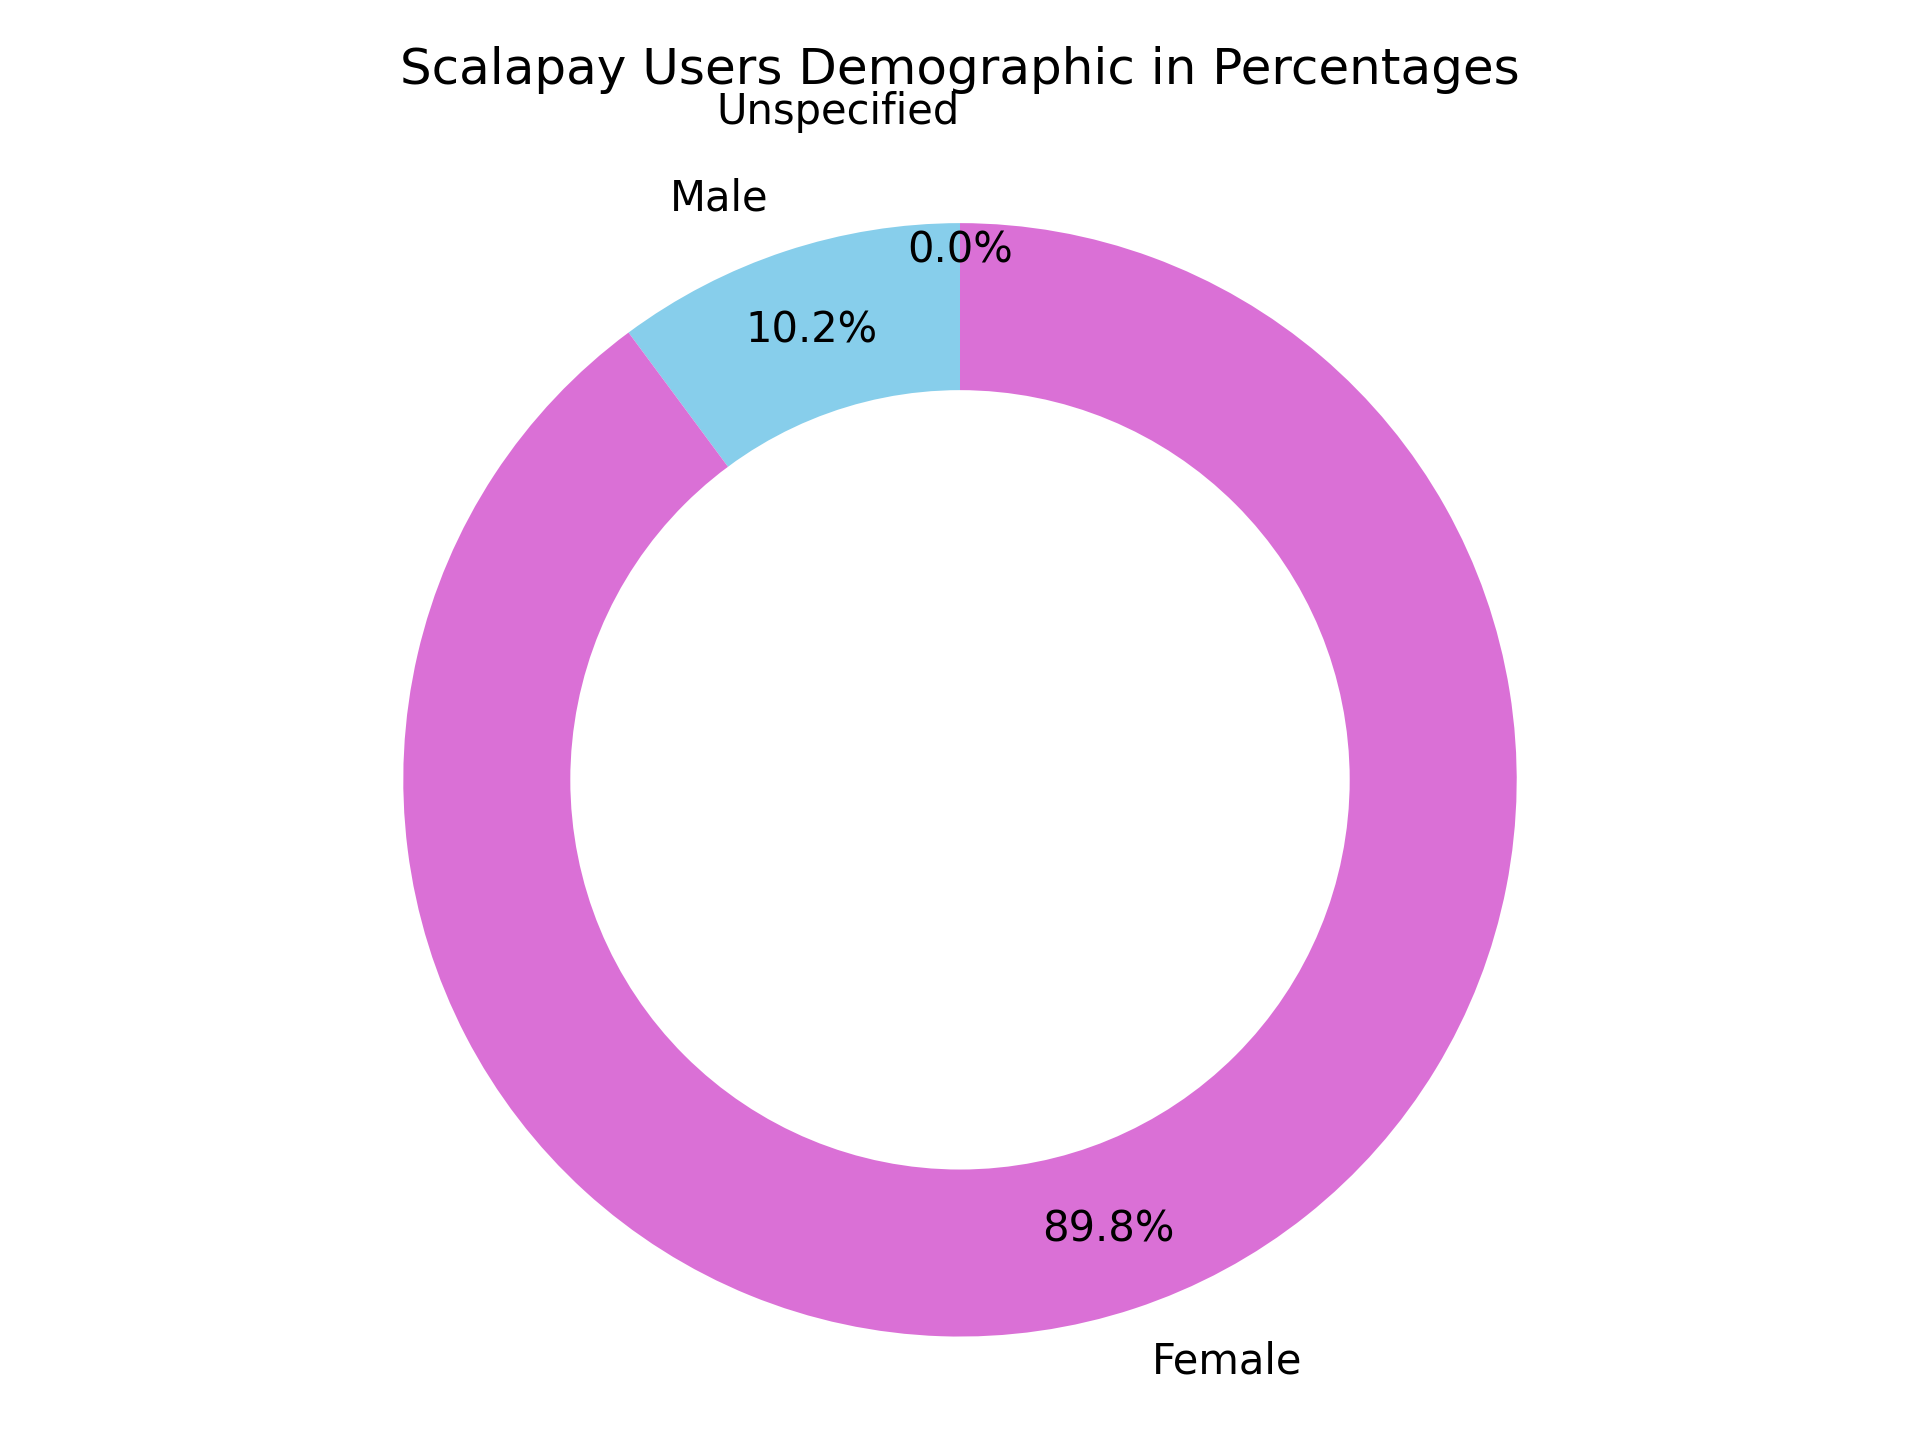 Scalapay Users Demographic in Percentages
Unspecified
Male
0.0%
10.2%
89.8%
Female